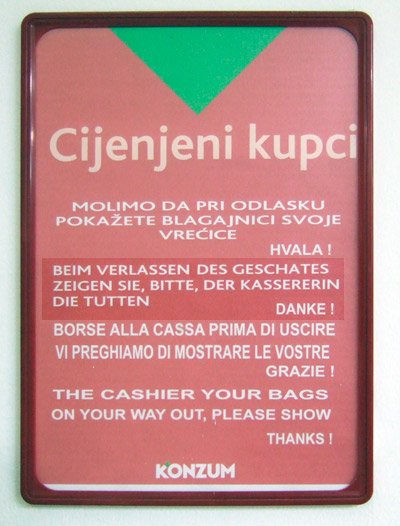 Cijenjeni kupci
MOLIMO DA PRI ODLASKU
POKAŽETE BLAGAJNICI SVOJE
VREĆICE
HVALA !
BEIM VERLASSEN DES GESCHATES
ZEIGEN SIE, BITTE, DER KASSERERIN
DIE TUTTEN
DANKE !
BORSE ALLA CASSA PRIMA DI USCIRE
VI PREGHIAMO DI MOSTRARE LE VOSTRE
GRAZIE !
THE CASHIER YOUR BAGS
ON YOUR WAY OUT, PLEASE SHOW
THANKS !
KONZUM